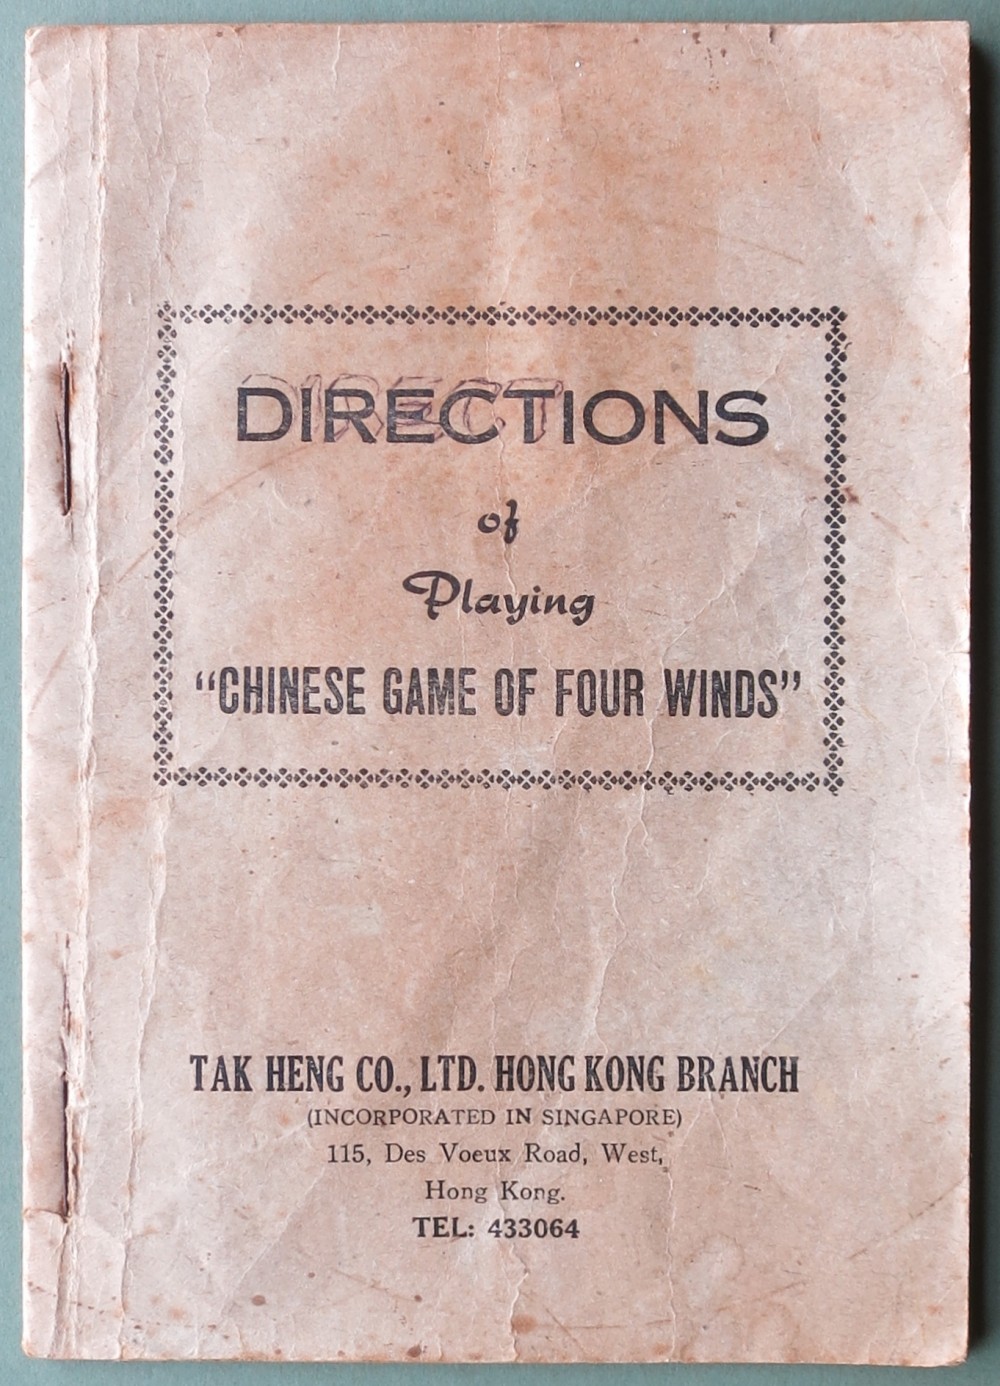 DIRECTIONS
of
Playing
“CHINESE GAME OF FOUR WINDS”
TAK HENG CO., LTD. HONG KONG BRANCH
(INCORPORATED IN SINGAPORE)
115, Des Voeux Road, West,
Hong Kong.
TEL: 433064